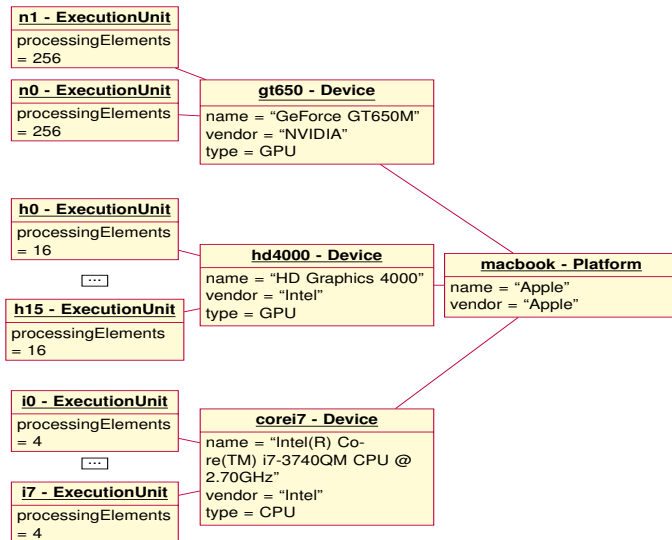 n1 - ExecutionUnit
processingElements
= 256
n0 - ExecutionUnit
processingElements
= 256
gt650 - Device
name = “GeForce GT650M”
vendor = “NVIDIA”
type = GPU
h0 - ExecutionUnit
processingElements
= 16
...
h15 - ExecutionUnit
processingElements
= 16
hd4000 - Device
name = “HD Graphics 4000”
vendor = “Intel”
type = GPU
macbook - Platform
name = “Apple”
vendor = “Apple”
i0 - ExecutionUnit
processingElements
= 4
...
i7 - ExecutionUnit
processingElements
= 4
corei7 - Device
name = “Intel(R) Co-
re(TM) i7-3740QM CPU @
2.70GHz”
vendor = “Intel”
type = CPU